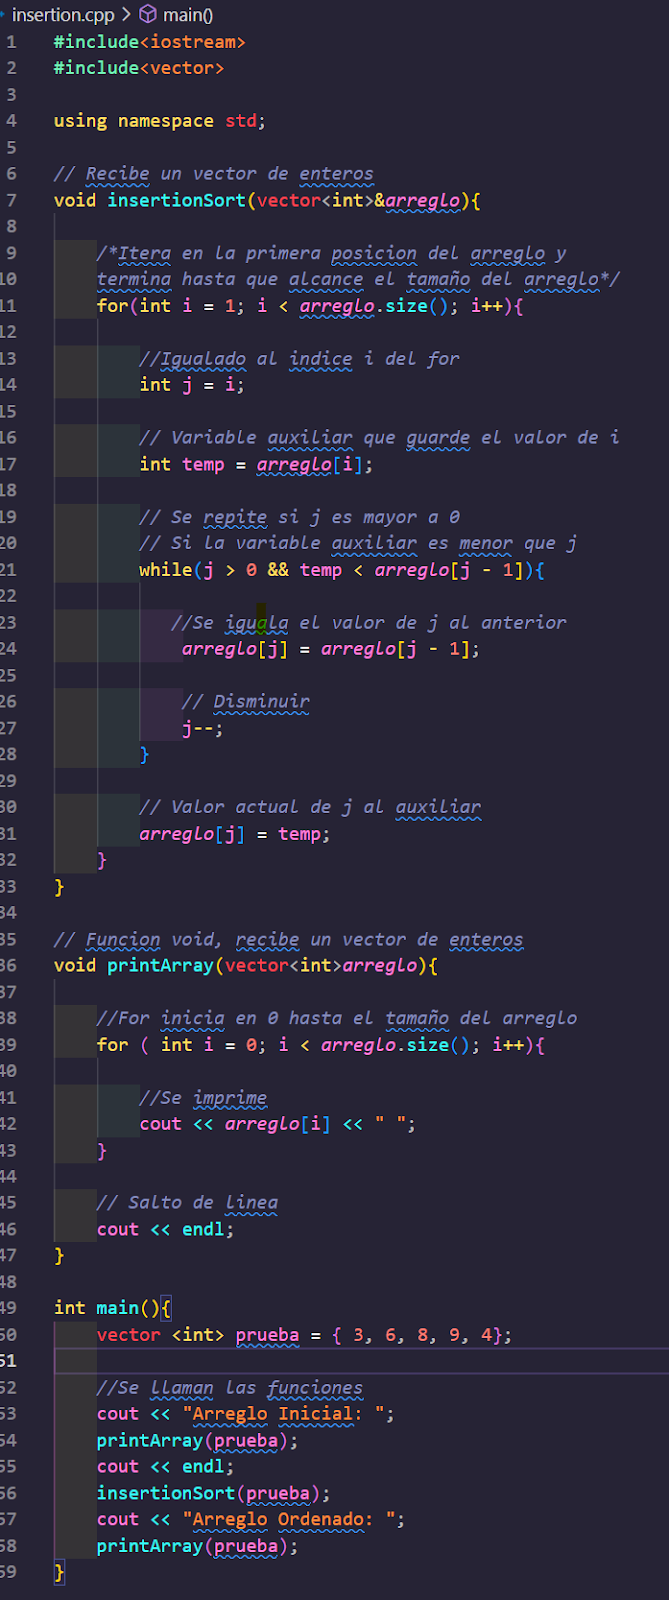 insertion.cpp > main()
1 #include<iostream>
2 #include<vector>
3
4 using namespace std;
5
6 // Recibe un vector de enteros
7 void insertionSort(vector<int>&arreglo){
8
9 /*Itera en la primera posicion del arreglo y
10 termina hasta que alcance el tamaño del arreglo*/
11 for(int i = 1; i < arreglo.size(); i++){
12
13 //Igualado al indice i del for
14 int j = i;
15
16 // Variable auxiliar que guarde el valor de i
17 int temp = arreglo[i];
18
19 // Se repite si j es mayor a 0
20 // Si la variable auxiliar es menor que j
21 while(j > 0 && temp < arreglo[j - 1]){
22
23 //Se iguala el valor de j al anterior
24 arreglo[j] = arreglo[j - 1];
25
26 // Disminuir
27 j--;
28 }
29
30 // Valor actual de j al auxiliar
31 arreglo[j] = temp;
32 }
33 }
34
35 // Funcion void, recibe un vector de enteros
36 void printArray(vector<int>arreglo){
37
38 //For inicia en 0 hasta el tamaño del arreglo
39 for ( int i = 0; i < arreglo.size(); i++){
40
41 //Se imprime
42 cout << arreglo[i] << " ";
43 }
44
45 // Salto de linea
46 cout << endl;
47 }
48
49 int main(){
50 vector <int> prueba = { 3, 6, 8, 9, 4};
51
52 //Se llaman las funciones
53 cout << "Arreglo Inicial: ";
54 printArray(prueba);
55 cout << endl;
56 insertionSort(prueba);
57 cout << "Arreglo Ordenado: ";
58 printArray(prueba);
59 }